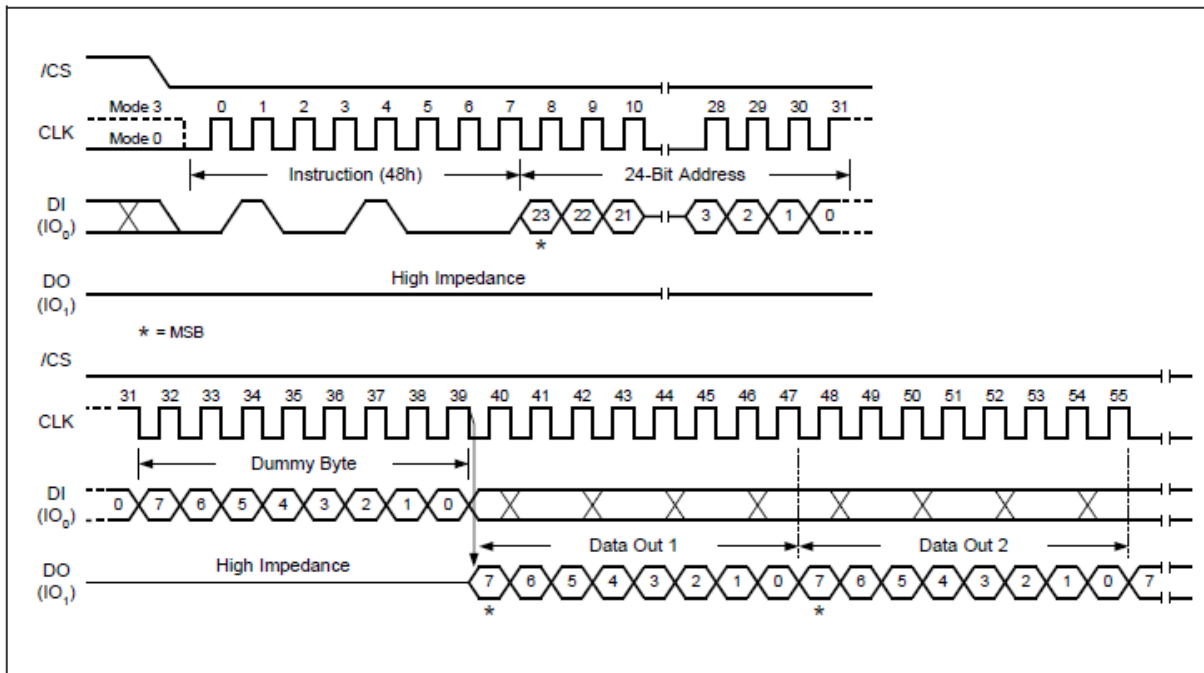 /CS
Mode 3 0 1 2 3 4 5 6 7 8 9 10 28 29 30 31
CLK Mode 0
Instruction (48h) 24-Bit Address
DI
(IO0) 23 22 21 3 2 1 0
*
DO High Impedance
(IO1)
* = MSB
/CS
31 32 33 34 35 36 37 38 39 40 41 42 43 44 45 46 47 48 49 50 51 52 53 54 55
CLK
Dummy Byte
DI
(IO0) 0 7 6 5 4 3 2 1 0
Data Out 1 Data Out 2
DO High Impedance
(IO1) 7 6 5 4 3 2 1 0 7 6 5 4 3 2 1 0 7
* *